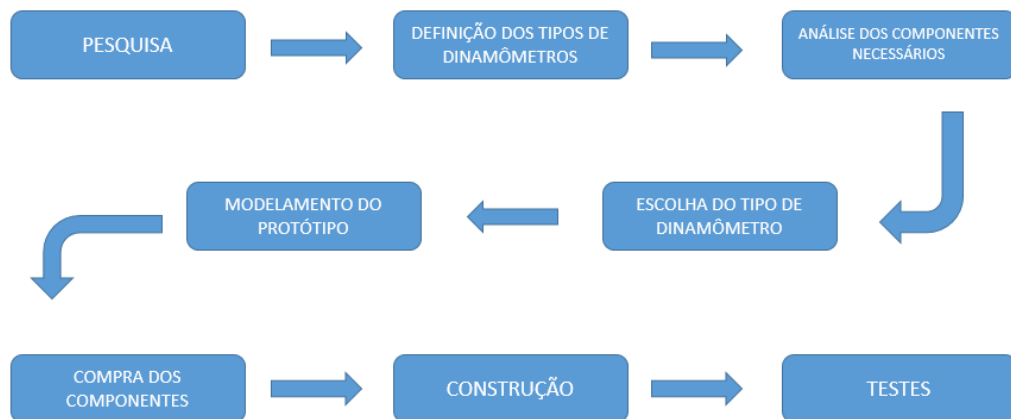 PESQUISA
DEFINIÇÃO DOS TIPOS DE
DINAMÔMETROS
ANÁLISE DOS COMPONENTES
NECESSÁRIOS
ESCOLHA DO TIPO DE
DINAMÔMETRO
MODELAMENTO DO
PROTÓTIPO
COMPRA DOS
COMPONENTES
CONSTRUÇÃO
TESTES